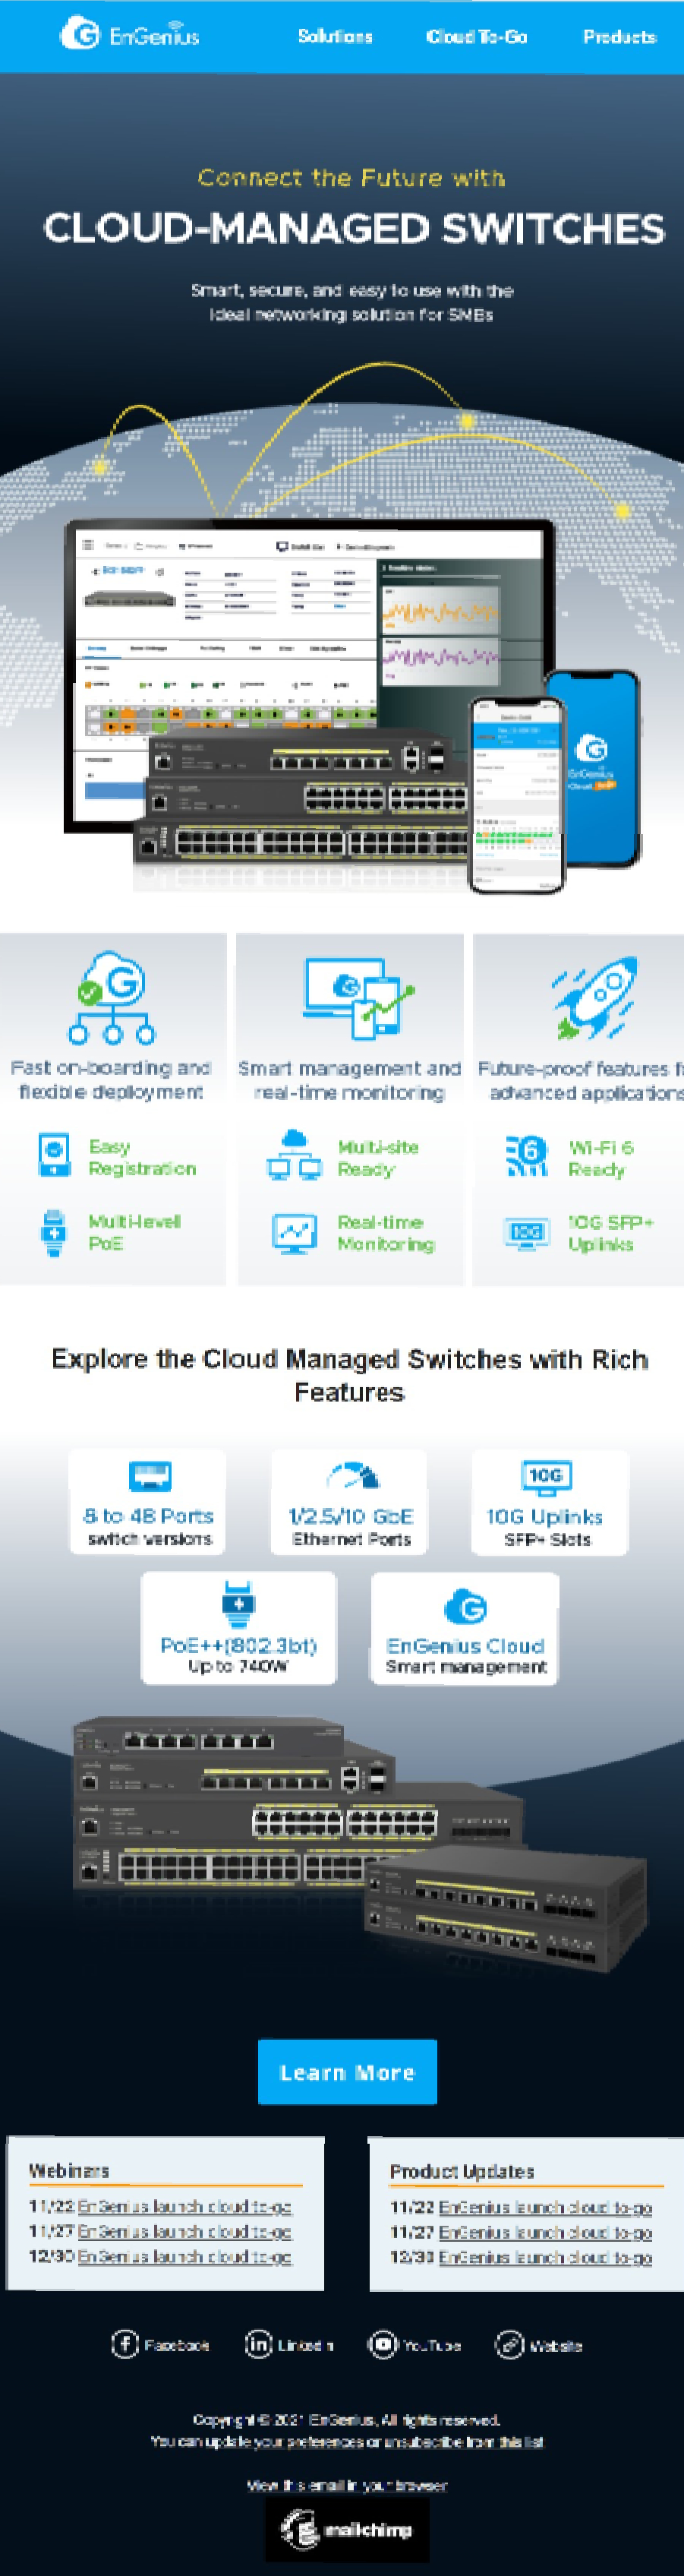 EnGenius
Solutions
Cloud To-Go
Products
Connect the Future with
CLOUD-MANAGED SWITCHES
Smart, secure, and easy to use with the
ideal networking solution for SMBs
EnGenius
Cloud
Fast on-boarding and
flexible deployment
Easy
Registration
Multi-level
PoE
Smart management and
real-time monitoring
Multi-site
Ready
Real-time
Monitoring
Future-proof features f
advanced applications
6
Wi-Fi 6
Ready
10G
10G SFP+
Uplinks
Explore the Cloud Managed Switches with Rich
Features
8 to 48 Ports
switch versions
1/2.5/10 GbE
Ethernet Ports
10G
10G Uplinks
SFP+ Slots
PoE++(802.3bt)
Up to 740W
EnGenius Cloud
Smart management
Learn More
Webinars
11/22 EnGenius launch cloud to-go
11/27 EnGenius launch cloud to-go
12/30 EnGenius launch cloud to-go
Product Updates
11/22 EnGenius launch cloud to-go
11/27 EnGenius launch cloud to-go
12/30 EnGenius launch cloud to-go
Facebook
LinkedIn
YouTube
Website
Copyright © 2021 EnGenius, All rights reserved.
You can update your preferences or unsubscribe from this list.
View this email in your browser
mailchimp